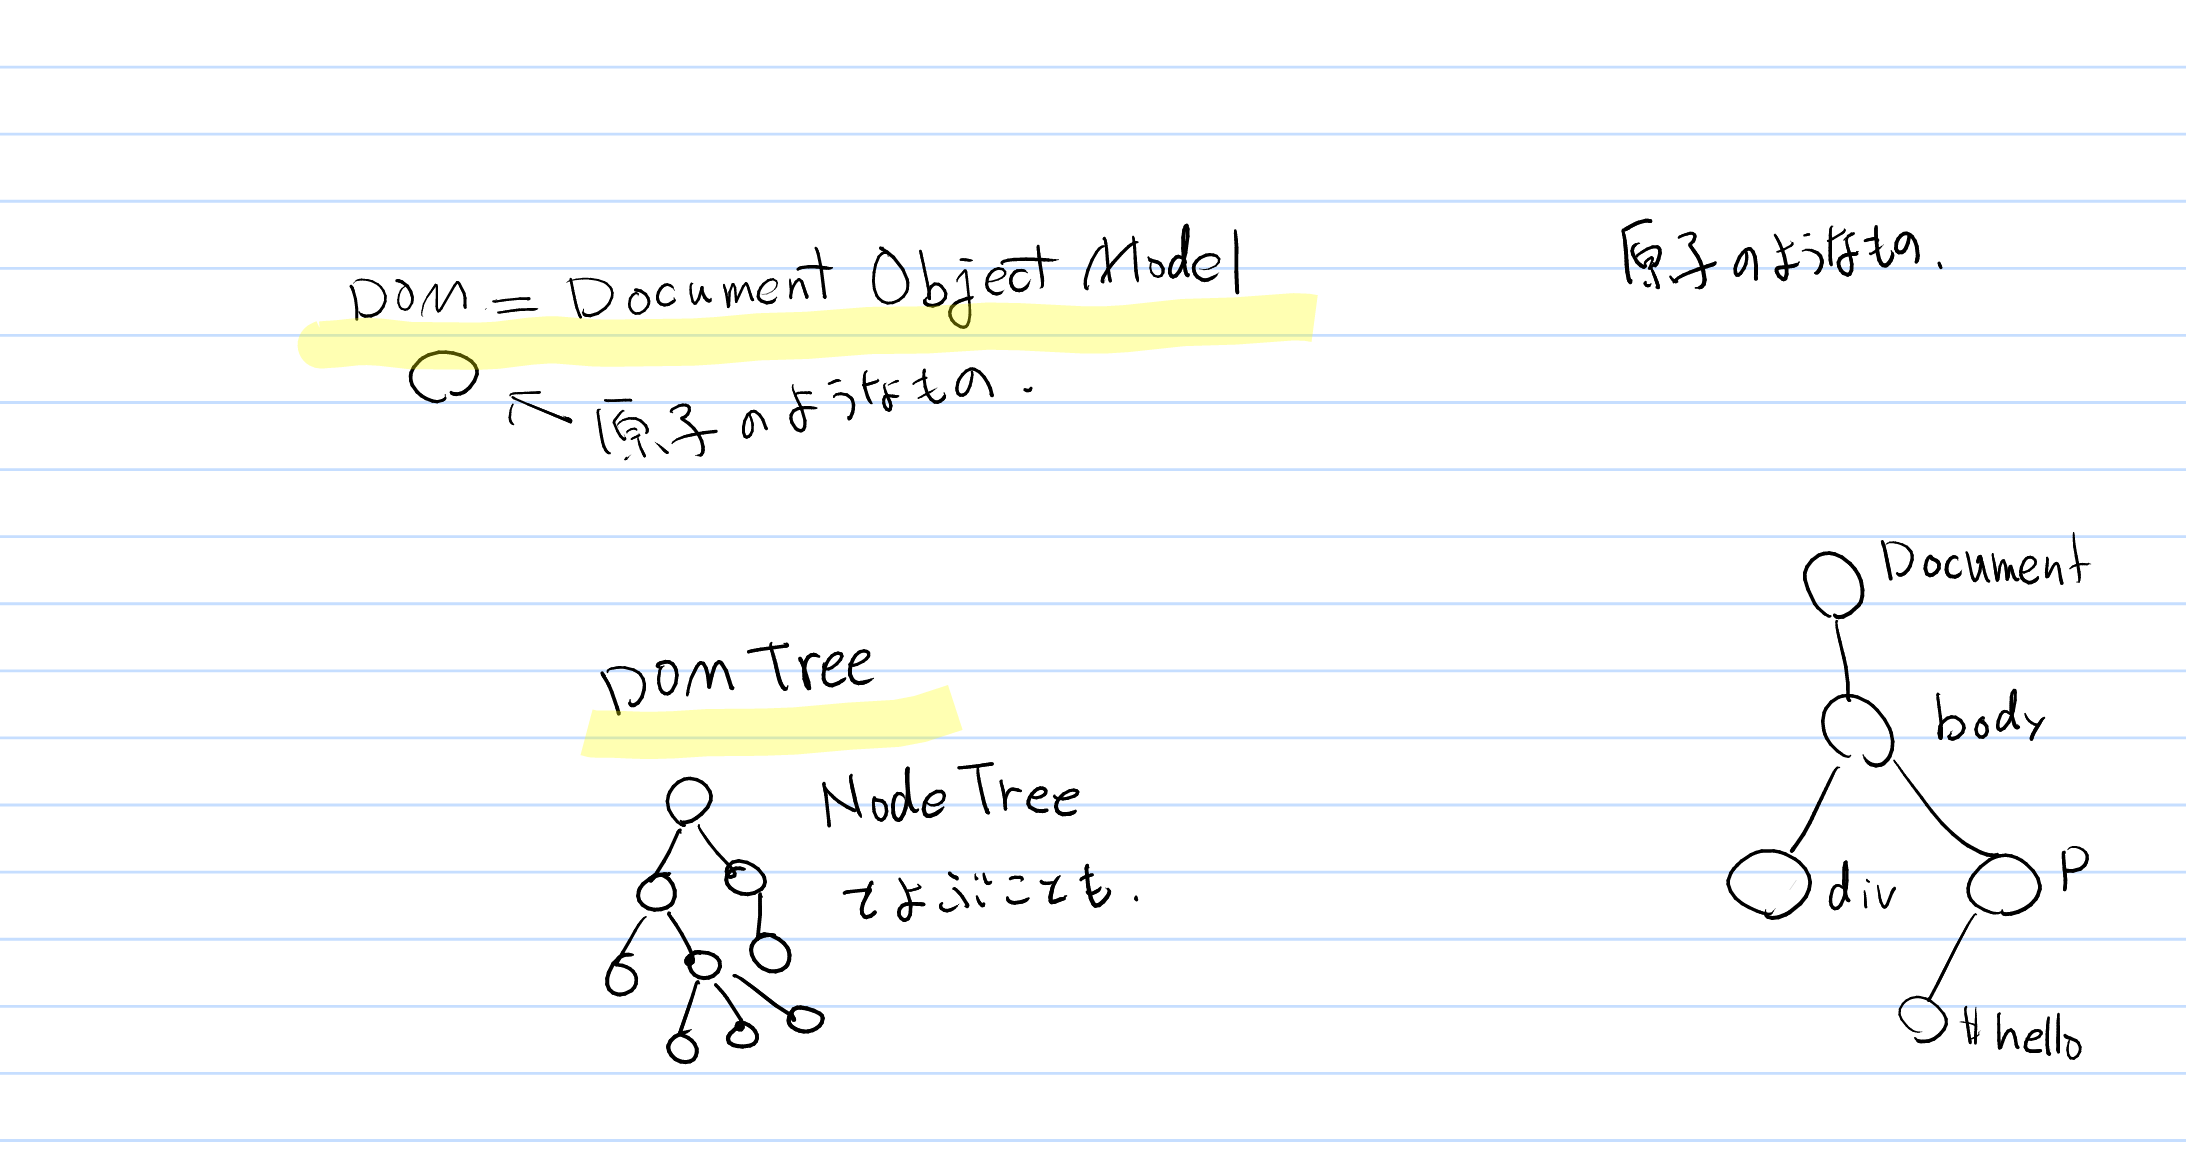 DOM = Document Object Model
原子のようなもの.
原子のようなもの.
DOM Tree
Node Tree
てよぶことも.
Document
body
div
P
#hello